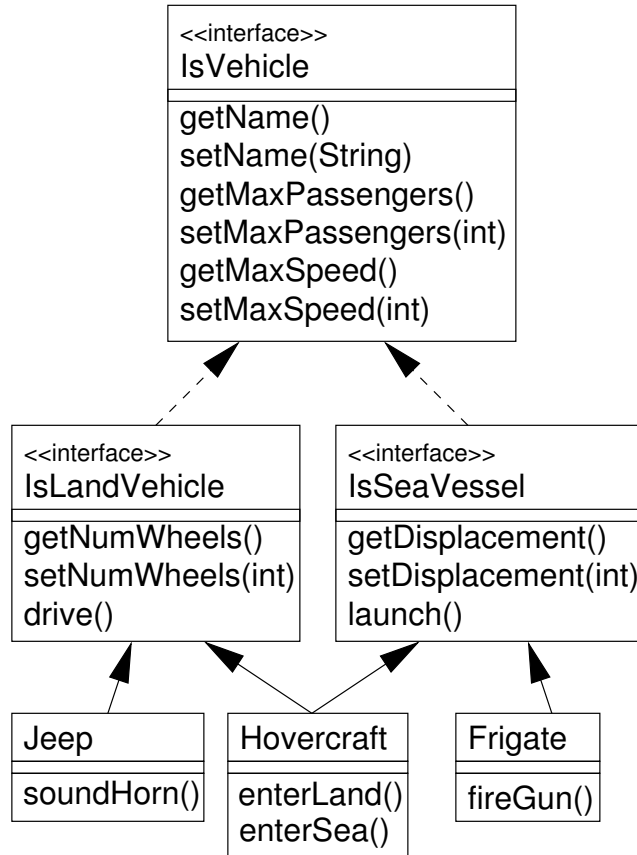 <<interface>>
IsVehicle
getName()
setName(String)
getMaxPassengers()
setMaxPassengers(int)
getMaxSpeed()
setMaxSpeed(int)
<<interface>>
IsLandVehicle
getNumWheels()
setNumWheels(int)
drive()
<<interface>>
IsSeaVessel
getDisplacement()
setDisplacement(int)
launch()
Jeep
soundHorn()
Hovercraft
enterLand()
enterSea()
Frigate
fireGun()